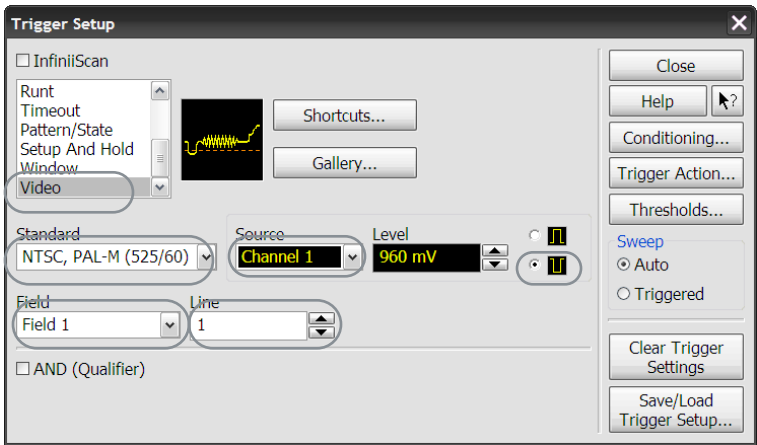 Trigger Setup
InfiniiScan
Runt
Timeout
Pattern/State
Setup And Hold
Window
Video
Shortcuts...
Gallery...
Standard
NTSC, PAL-M (525/60)
Source
Channel 1
Level
960 mV
Field
Field 1
Line
1
AND (Qualifier)
Close
Help
?
Conditioning...
Trigger Action...
Thresholds...
Sweep
Auto
Triggered
Clear Trigger
Settings
Save/Load
Trigger Setup...